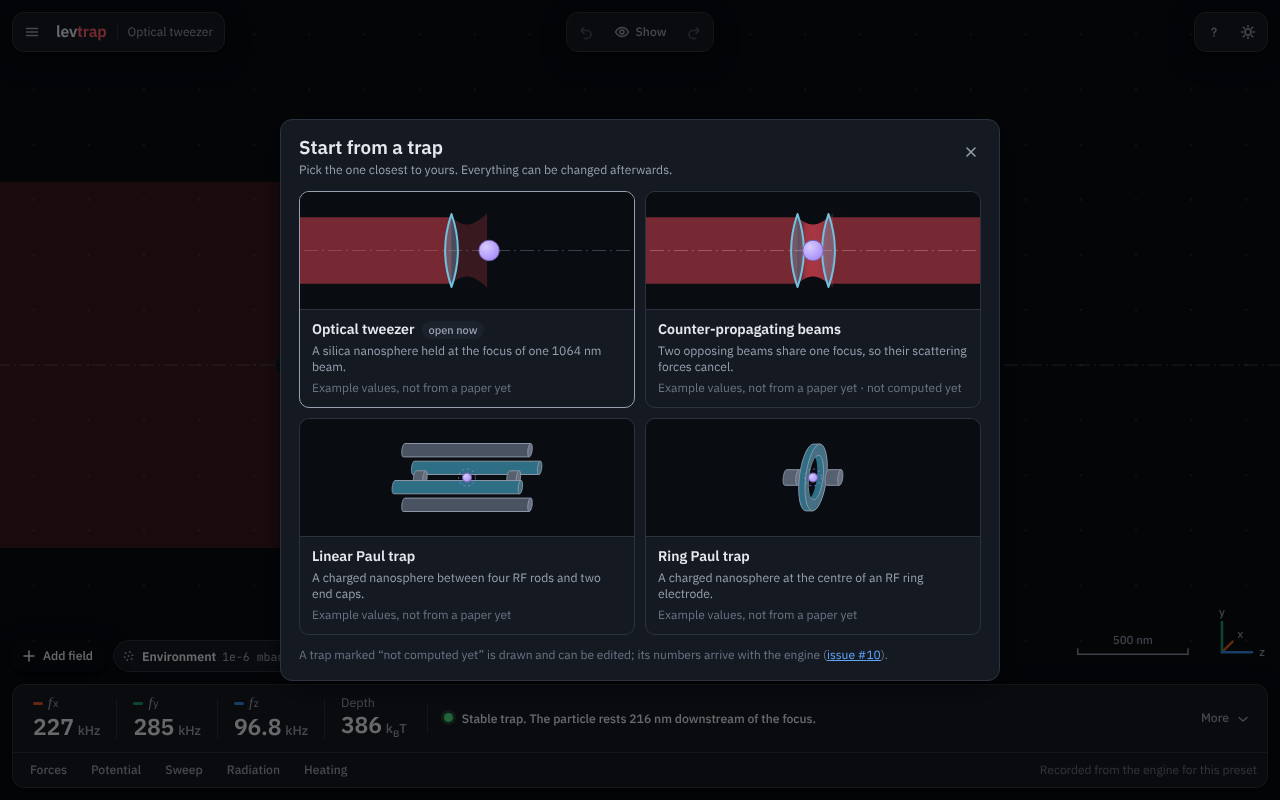 levtrap Optical tweezer
Show
?
Start from a trap
Pick the one closest to yours. Everything can be changed afterwards.
Optical tweezer open now
A silica nanosphere held at the focus of one 1064 nm
beam.
Example values, not from a paper yet
Counter-propagating beams
Two opposing beams share one focus, so their scattering
forces cancel.
Example values, not from a paper yet · not computed yet
Linear Paul trap
A charged nanosphere between four RF rods and two
end caps.
Example values, not from a paper yet
Ring Paul trap
A charged nanosphere at the centre of an RF ring
electrode.
Example values, not from a paper yet
A trap marked “not computed yet” is drawn and can be edited; its numbers arrive with the engine (issue #10).
Add field
Environment 1e-6
500 nm
y
x
z
fx
227 kHz
fy
285 kHz
fz
96.8 kHz
Depth
386 kBT
Stable trap. The particle rests 216 nm downstream of the focus.
More
Forces Potential Sweep Radiation Heating
Recorded from the engine for this preset